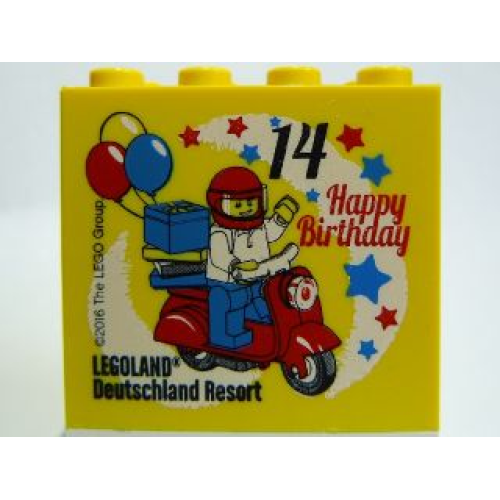 14
Happy
Birthday
©2016 The LEGO Group
LEGOLAND®
Deutschland Resort